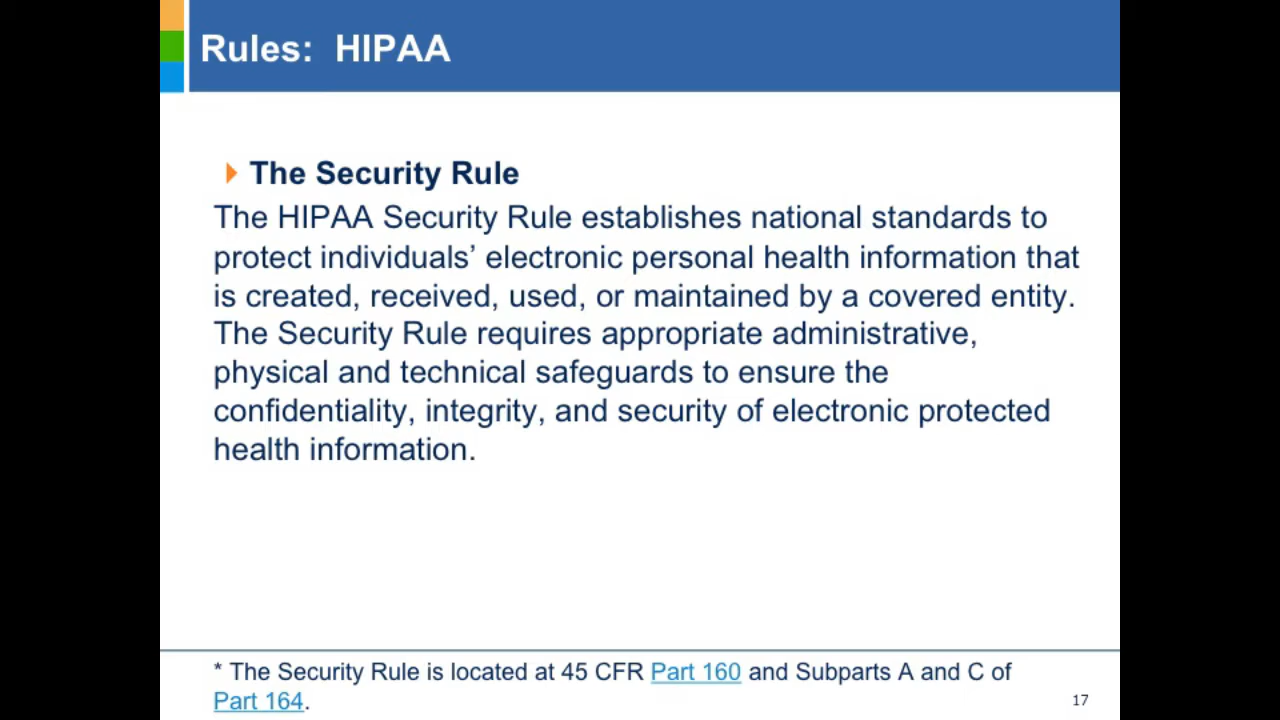 Rules: HIPAA
The Security Rule
The HIPAA Security Rule establishes national standards to
protect individuals’ electronic personal health information that
is created, received, used, or maintained by a covered entity.
The Security Rule requires appropriate administrative,
physical and technical safeguards to ensure the
confidentiality, integrity, and security of electronic protected
health information.
* The Security Rule is located at 45 CFR Part 160 and Subparts A and C of
Part 164.
17